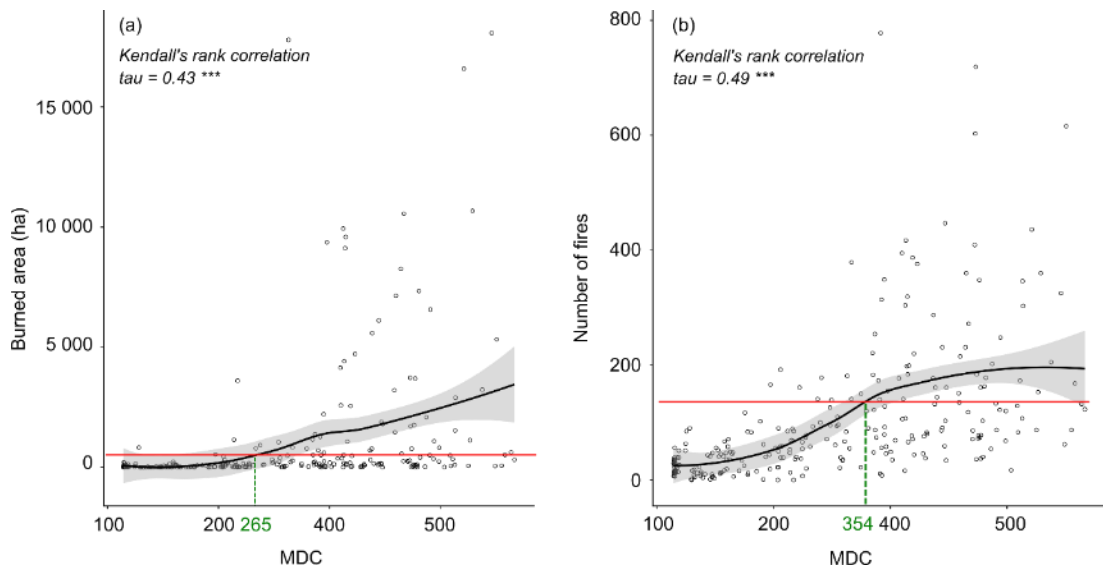 (a)
Kendall's rank correlation
tau = 0.43 ***
15 000
10 000
5 000
0
Burned area (ha)
100
200
265
400
500
MDC
(b)
Kendall's rank correlation
tau = 0.49 ***
800
600
400
200
0
Number of fires
100
200
354
400
500
MDC